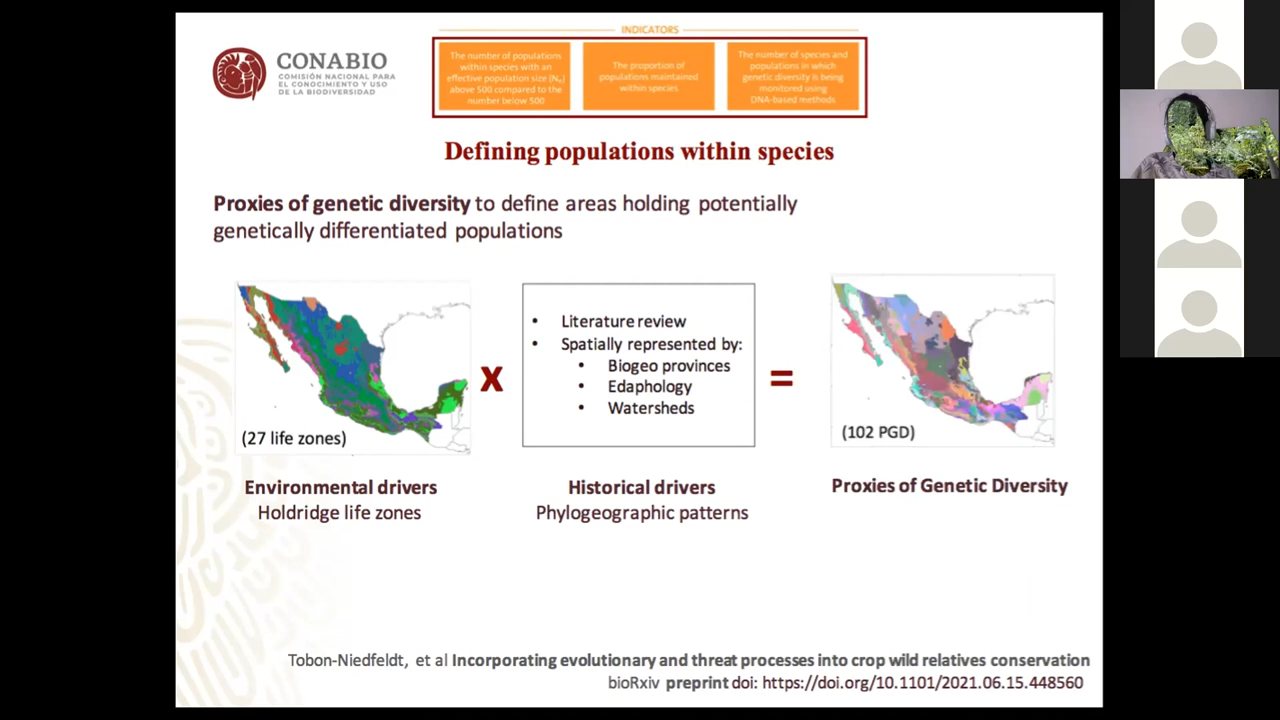 INDICATORS
CONABIO
COMISIÓN NACIONAL PARA
EL CONOCIMIENTO Y USO
DE LA BIODIVERSIDAD
The number of populations
within species with an
effective population size (Ne)
above 500 compared to the
number below 500
The proportion of
populations maintained
within species
The number of species and
populations in which
genetic diversity is being
monitored using
DNA-based methods
Defining populations within species
Proxies of genetic diversity to define areas holding potentially
genetically differentiated populations
(27 life zones)
X
• Literature review
• Spatially represented by:
• Biogeo provinces
• Edaphology
• Watersheds
=
(102 PGD)
Environmental drivers
Holdridge life zones
Historical drivers
Phylogeographic patterns
Proxies of Genetic Diversity
Tobon-Niedfeldt, et al Incorporating evolutionary and threat processes into crop wild relatives conservation
bioRxiv preprint doi: https://doi.org/10.1101/2021.06.15.448560